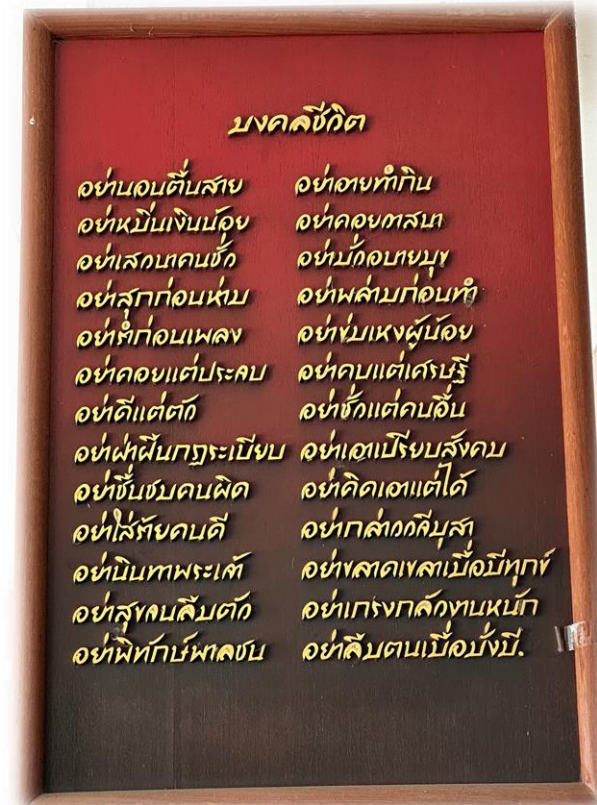 มงคลชีวิต
อย่านอนตื่นสาย อย่าอายทำกิน
อย่าหมิ่นเงินน้อย อย่าคอยวาสนา
อย่าเสวนาคนชั่ว อย่ามั่วอบายมุข
อย่าสุกก่อนห่าม อย่าพล่ามก่อนทำ
อย่ารำก่อนเพลง อย่าข่มเหงผู้น้อย
อย่าคอยแต่ประจบ อย่าคบแต่เศรษฐี
อย่าดีแต่ตัว อย่าชั่วแต่คนอื่น
อย่าฝ่าฝืนกฎระเบียบ อย่าเอาเปรียบสังคม
อย่าชื่นชมคนผิด อย่าคิดเอาแต่ได้
อย่าใส่ร้ายคนดี อย่ากล่าววจีมุสา
อย่านินทาพระเจ้า อย่าขลาดเขลาเมื่อมีทุกข์
อย่าสุขจนลืมตัว อย่าเกรงกลัวงานหนัก
อย่าพิทักษ์พาลชน อย่าลืมตนเมื่อมั่งมี.